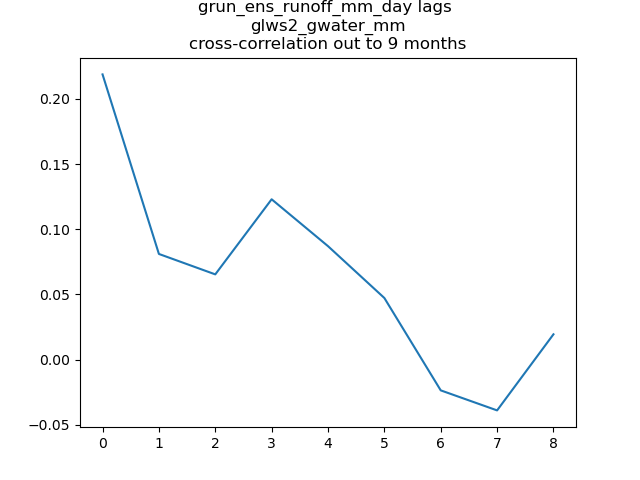 grun_ens_runoff_mm_day lags
glws2_gwater_mm
cross-correlation out to 9 months
0.20
0.15
0.10
0.05
0.00
−0.05
0 1 2 3 4 5 6 7 8